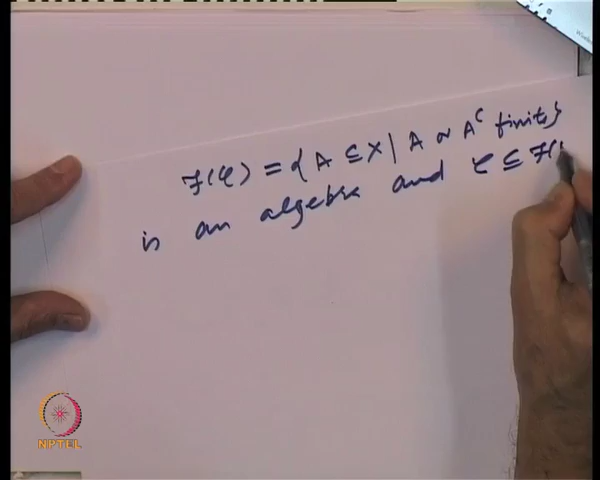 F(C) = { A ⊆ X | A or A^c finite}
is an algebra and C ⊆ F(
NPTEL